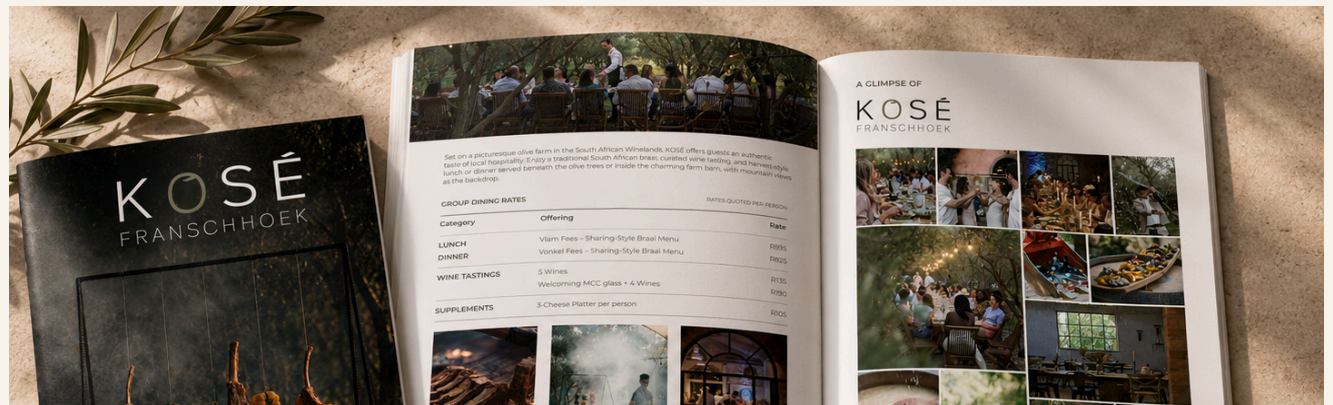 KOSÉ
FRANSCHHOEK
Set on a picturesque olive farm in the South African Winelands, KOSÉ offers guests an authentic
taste of local hospitality. Enjoy a traditional South African braai, curated wine tasting, and harvest-style
lunch or dinner served beneath the olive trees or inside the charming farm barn, with mountain views
as the backdrop.
GROUP DINING RATES RATES QUOTED PER PERSON
Category Offering Rate
LUNCH Vlam Fees – Sharing-Style Braai Menu
DINNER Vonkel Fees – Sharing-Style Braai Menu R825
WINE TASTINGS 5 Wines R135
Welcoming MCC glass + 4 Wines R190
SUPPLEMENTS 3-Cheese Platter per person R105
A GLIMPSE OF
KOSÉ
FRANSCHHOEK